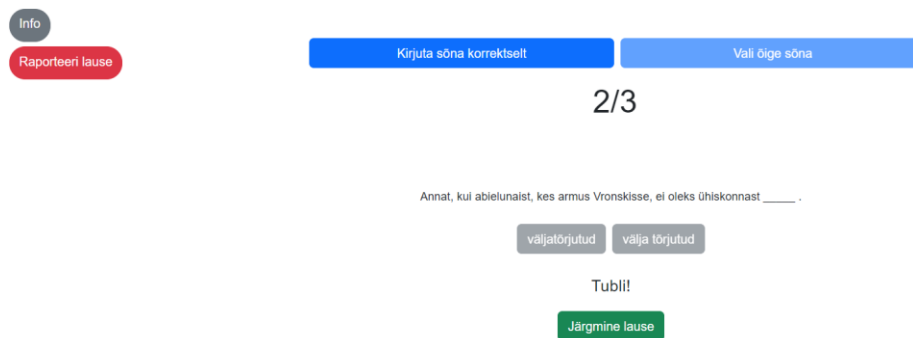 Info
Raporteeri lause
Kirjuta sõna korrektselt
Vali õige sõna
2/3
Annat, kui abielunaist, kes armus Vronskisse, ei oleks ühiskonnast _____ .
väljatõrjutud
välja tõrjutud
Tubli!
Järgmine lause